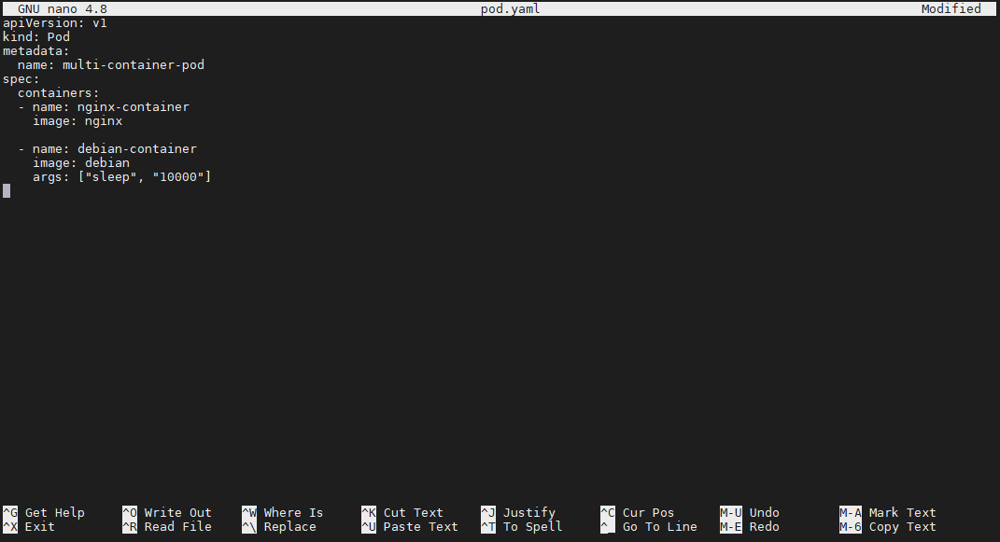 GNU nano 4.8 pod.yaml Modified
apiVersion: v1
kind: Pod
metadata:
  name: multi-container-pod
spec:
  containers:
  - name: nginx-container
    image: nginx

  - name: debian-container
    image: debian
    args: ["sleep", "10000"]
^G Get Help ^O Write Out ^W Where Is ^K Cut Text ^J Justify ^C Cur Pos M-U Undo M-A Mark Text
^X Exit ^R Read File ^\ Replace ^U Paste Text ^T To Spell ^_ Go To Line M-E Redo M-6 Copy Text